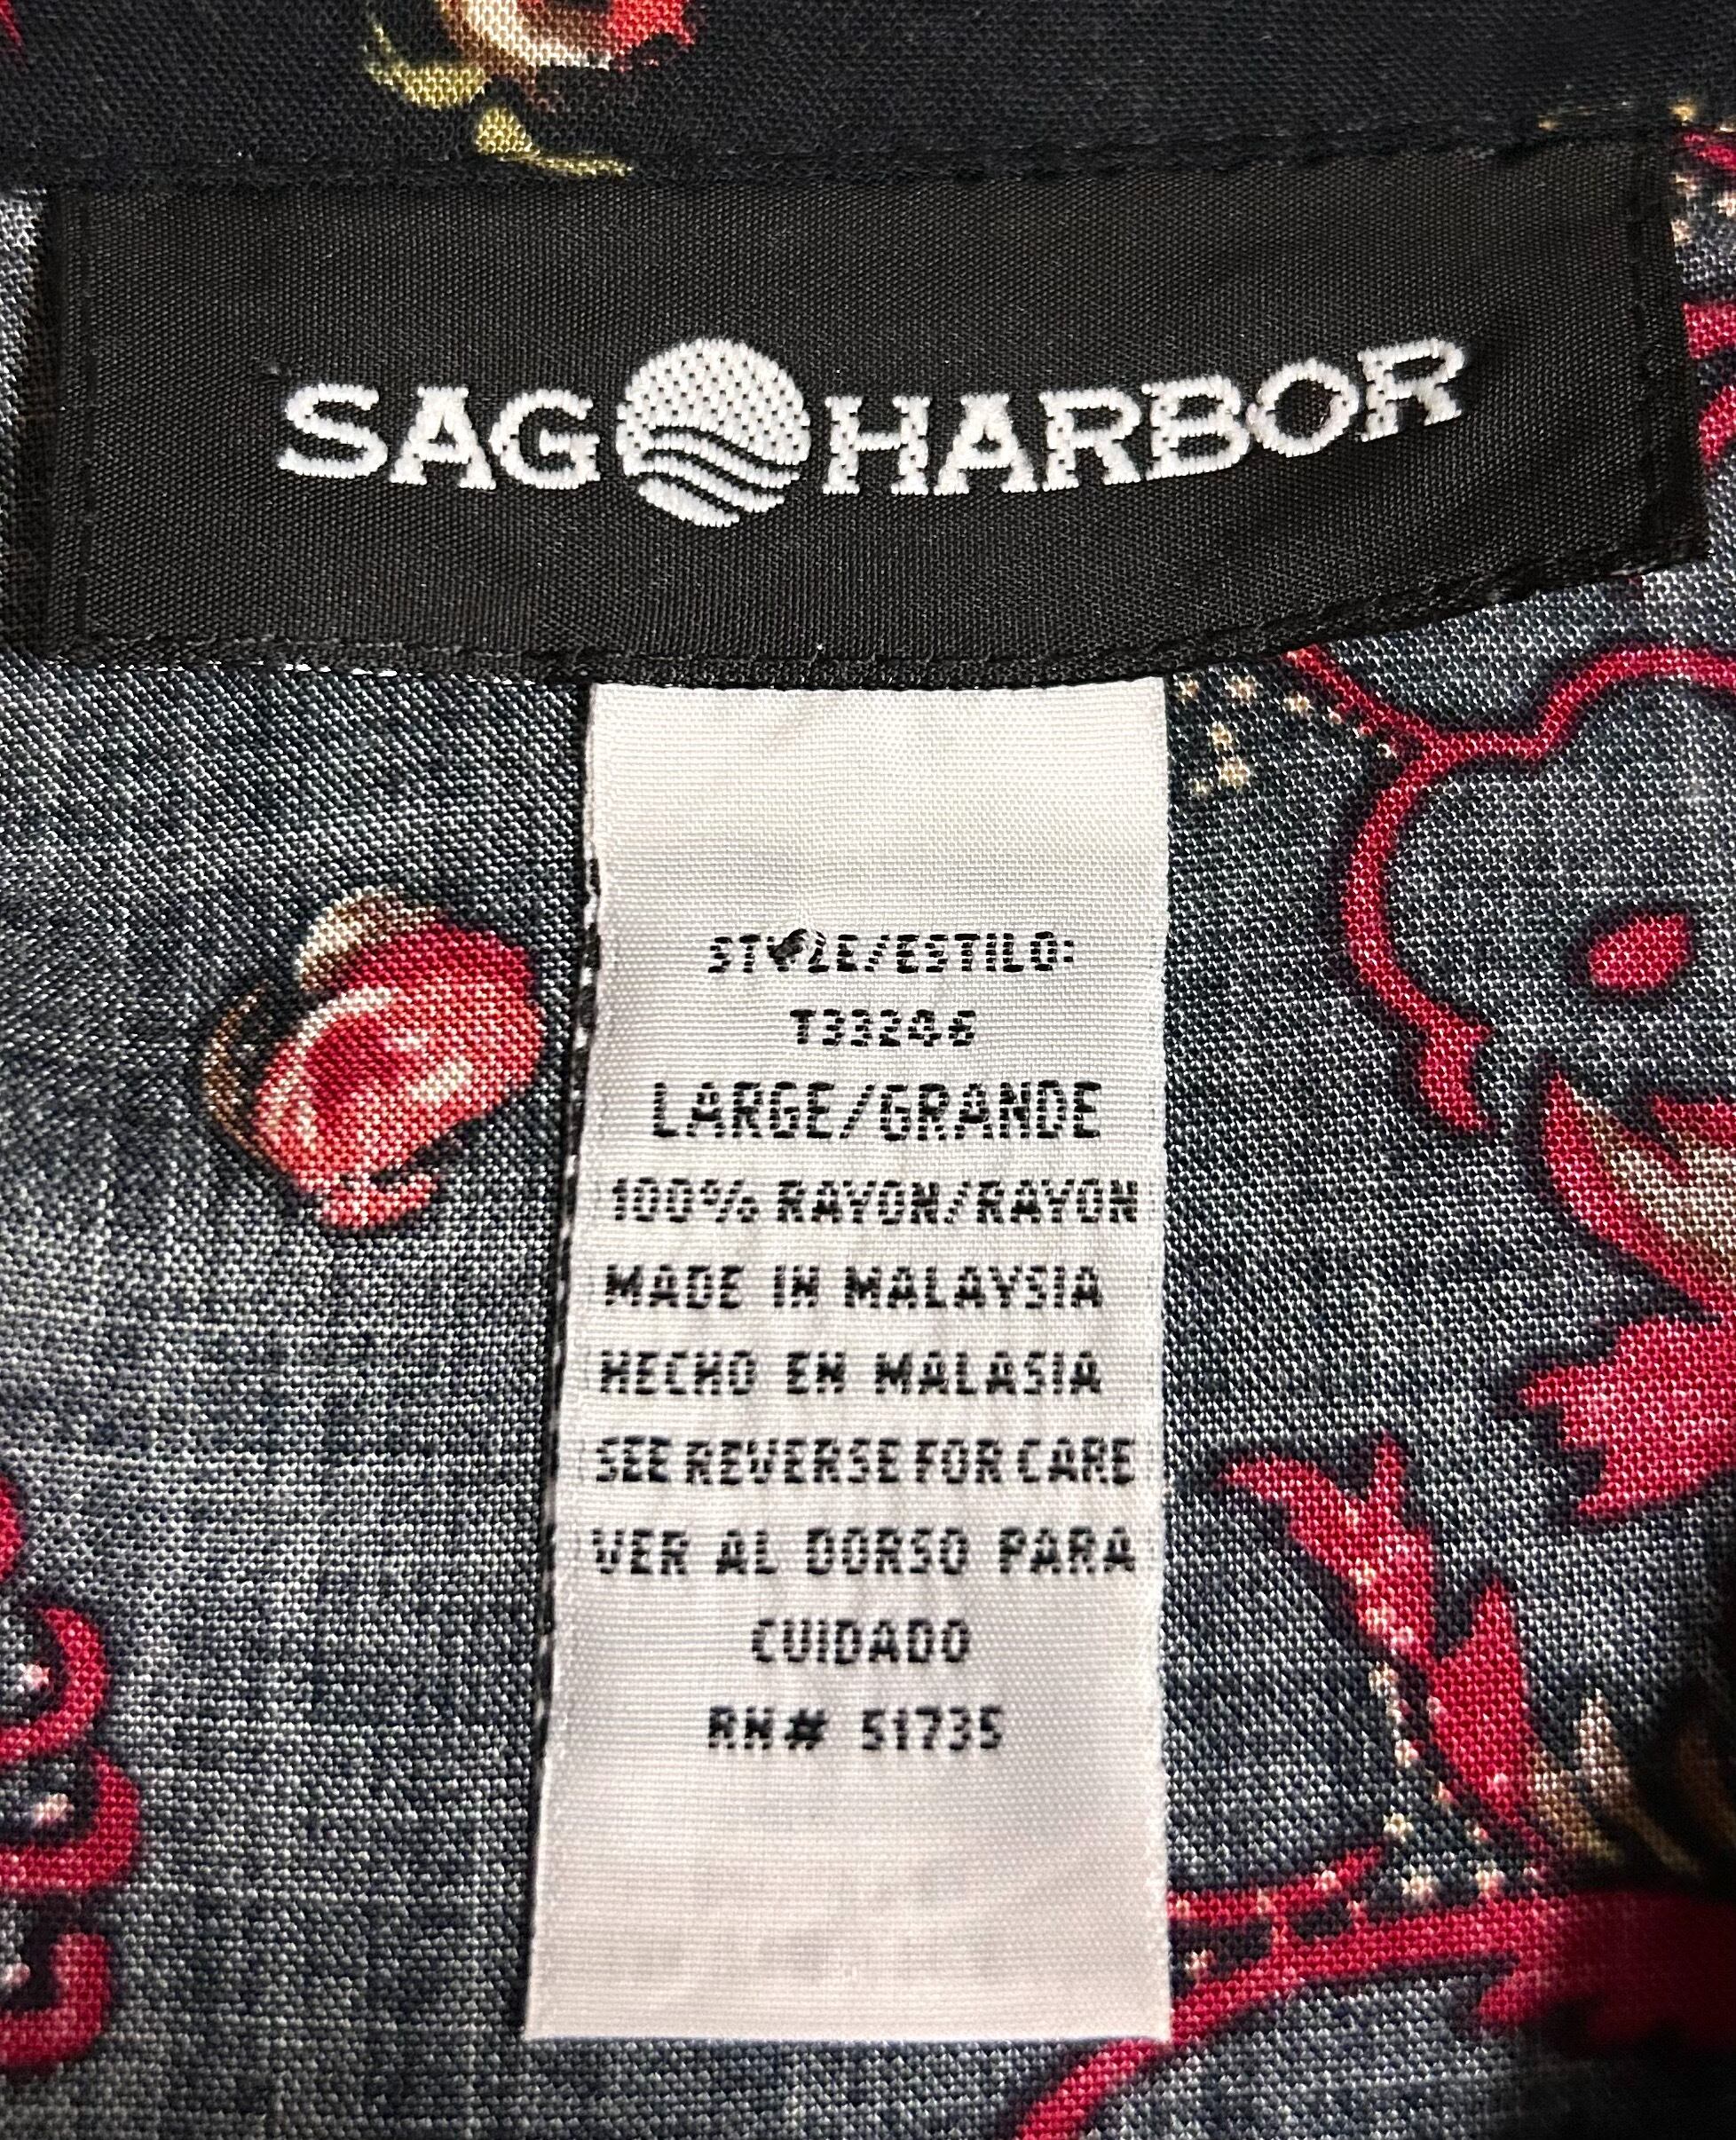 SAG HARBOR
STYLE/ESTILO:
T33246
LARGE/GRANDE
100% RAYON/RAYON
MADE IN MALAYSIA
HECHO EN MALASIA
SEE REVERSE FOR CARE
VER AL DORSO PARA
CUIDADO
RN# 51735